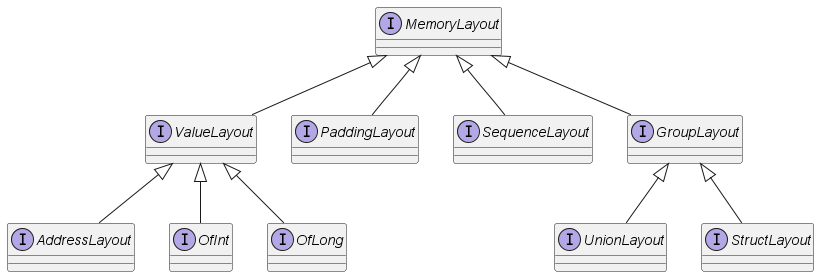 I MemoryLayout
I ValueLayout
I PaddingLayout
I SequenceLayout
I GroupLayout
I AddressLayout
I OfInt
I OfLong
I UnionLayout
I StructLayout